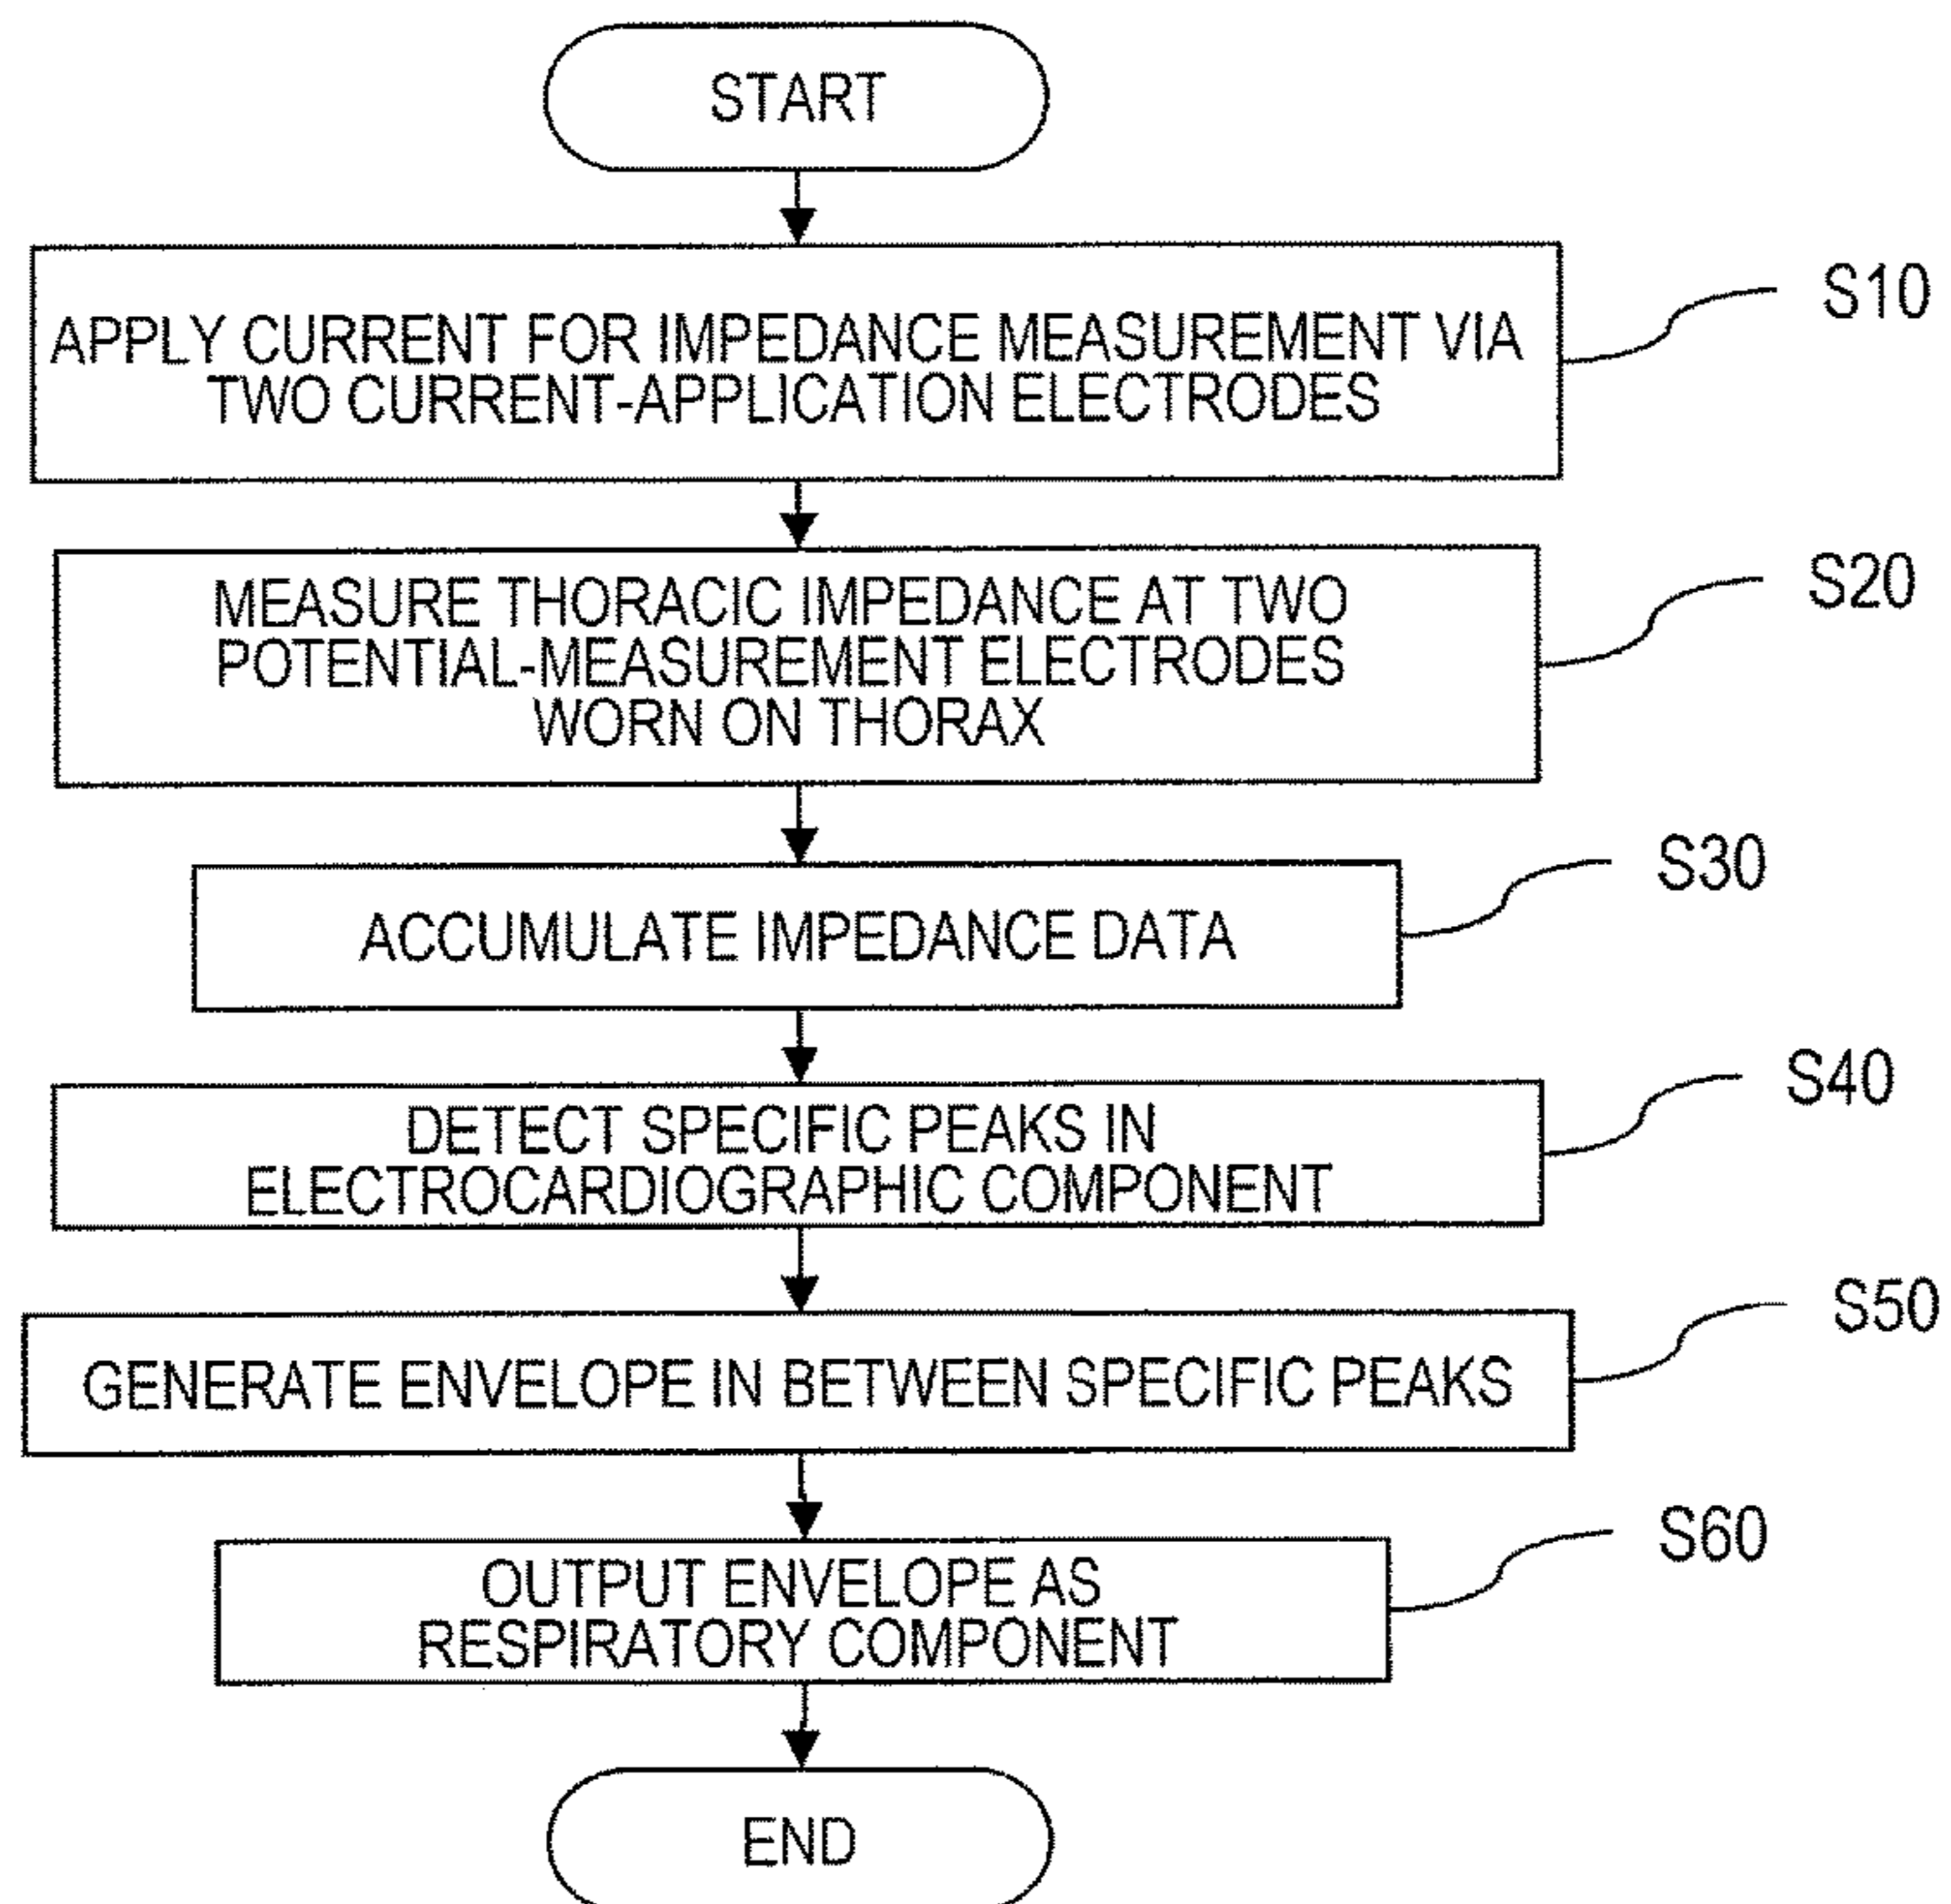 START
S10
APPLY CURRENT FOR IMPEDANCE MEASUREMENT VIA
TWO CURRENT-APPLICATION ELECTRODES
S20
MEASURE THORACIC IMPEDANCE AT TWO
POTENTIAL-MEASUREMENT ELECTRODES
WORN ON THORAX
S30
ACCUMULATE IMPEDANCE DATA
S40
DETECT SPECIFIC PEAKS IN
ELECTROCARDIOGRAPHIC COMPONENT
S50
GENERATE ENVELOPE IN BETWEEN SPECIFIC PEAKS
S60
OUTPUT ENVELOPE AS
RESPIRATORY COMPONENT
END